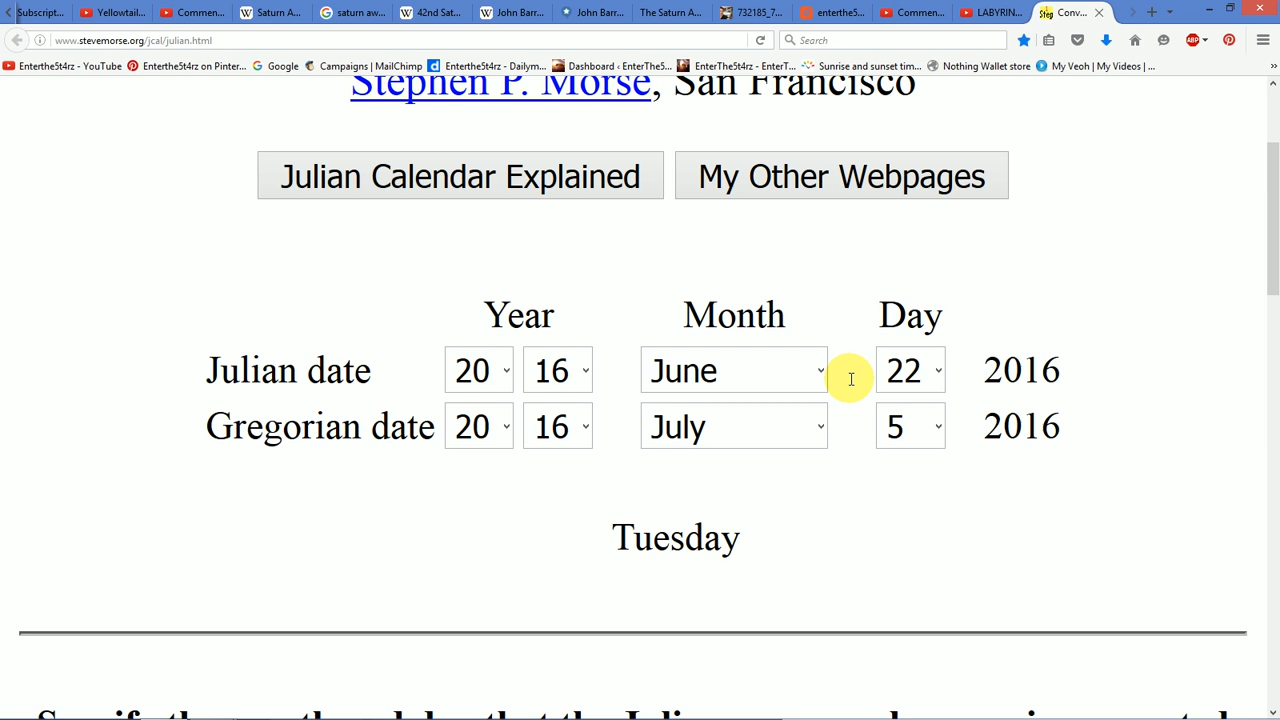 Subscript... Yellowtail... Commen... Saturn A... saturn aw... 42nd Sat... John Barr... John Barr... The Saturn A... 732185_7... enterthe5... Commen... LABYRIN... Conv...
www.stevemorse.org/jcal/julian.html Search
Enterthe5t4rz - YouTube Enterthe5t4rz on Pinter... Google Campaigns | MailChimp Enterthe5t4rz - Dailym... Dashboard ‹ EnterThe5... EnterThe5t4rz - EnterT... Sunrise and sunset tim... Nothing Wallet store My Veoh | My Videos | ...
Stephen P. Morse, San Francisco
Julian Calendar Explained My Other Webpages
Year Month Day
Julian date 20 16 June 22 2016
Gregorian date 20 16 July 5 2016
Tuesday